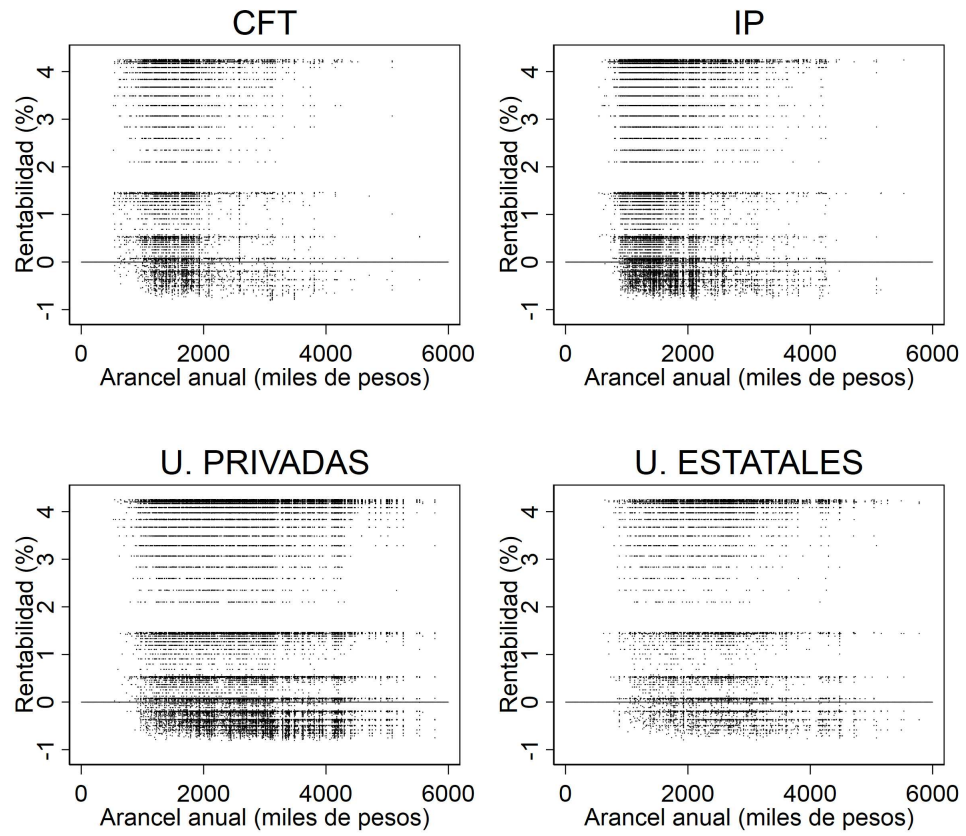 CFT
Rentabilidad (%)
4
3
2
1
0
-1
0 2000 4000 6000
Arancel anual (miles de pesos)
IP
Rentabilidad (%)
4
3
2
1
0
-1
0 2000 4000 6000
Arancel anual (miles de pesos)
U. PRIVADAS
Rentabilidad (%)
4
3
2
1
0
-1
0 2000 4000 6000
Arancel anual (miles de pesos)
U. ESTATALES
Rentabilidad (%)
4
3
2
1
0
-1
0 2000 4000 6000
Arancel anual (miles de pesos)